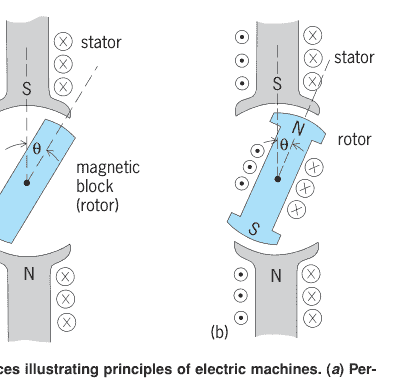 stator
S
θ
magnetic
block
(rotor)
N
stator
S
N
θ
rotor
S
N
(b)
ces illustrating principles of electric machines. (a) Per-